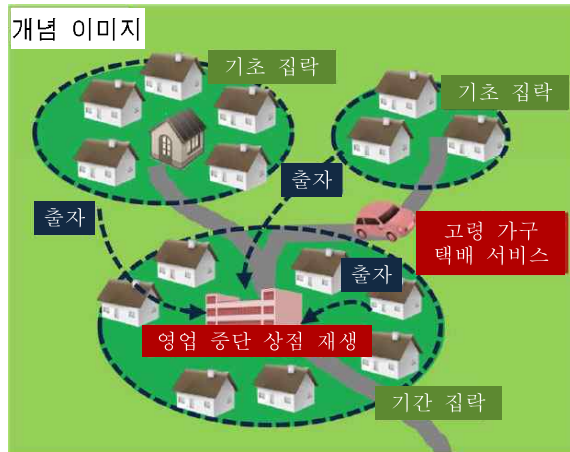 개념 이미지
기초 집락
기초 집락
출자
출자
고령 가구
택배 서비스
출자
영업 중단 상점 재생
기간 집락